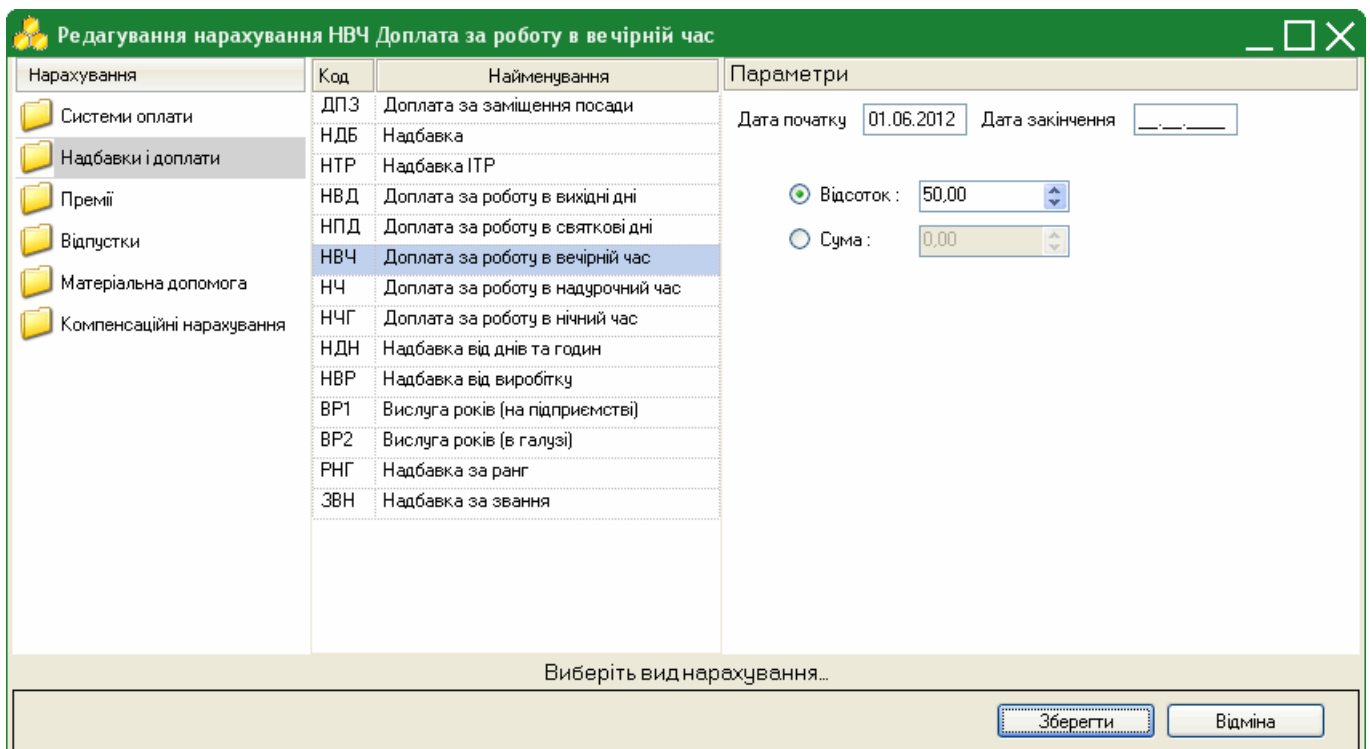 Редагування нарахування НВЧ Доплата за роботу в вечірній час
Нарахування
Системи оплати
Надбавки і доплати
Премії
Відпустки
Матеріальна допомога
Компенсаційні нарахування
Код Найменування
ДПЗ Доплата за заміщення посади
НДБ Надбавка
НТР Надбавка ІТР
НВД Доплата за роботу в вихідні дні
НПД Доплата за роботу в святкові дні
НВЧ Доплата за роботу в вечірній час
НЧ Доплата за роботу в надурочний час
НЧГ Доплата за роботу в нічний час
НДН Надбавка від днів та годин
НВР Надбавка від виробітку
ВР1 Вислуга років (на підприємстві)
ВР2 Вислуга років (в галузі)
РНГ Надбавка за ранг
ЗВН Надбавка за звання
Параметри
Дата початку 01.06.2012 Дата закінчення __.__.____
Відсоток : 50,00
Сума : 0,00
Виберіть вид нарахування...
Зберегти Відміна